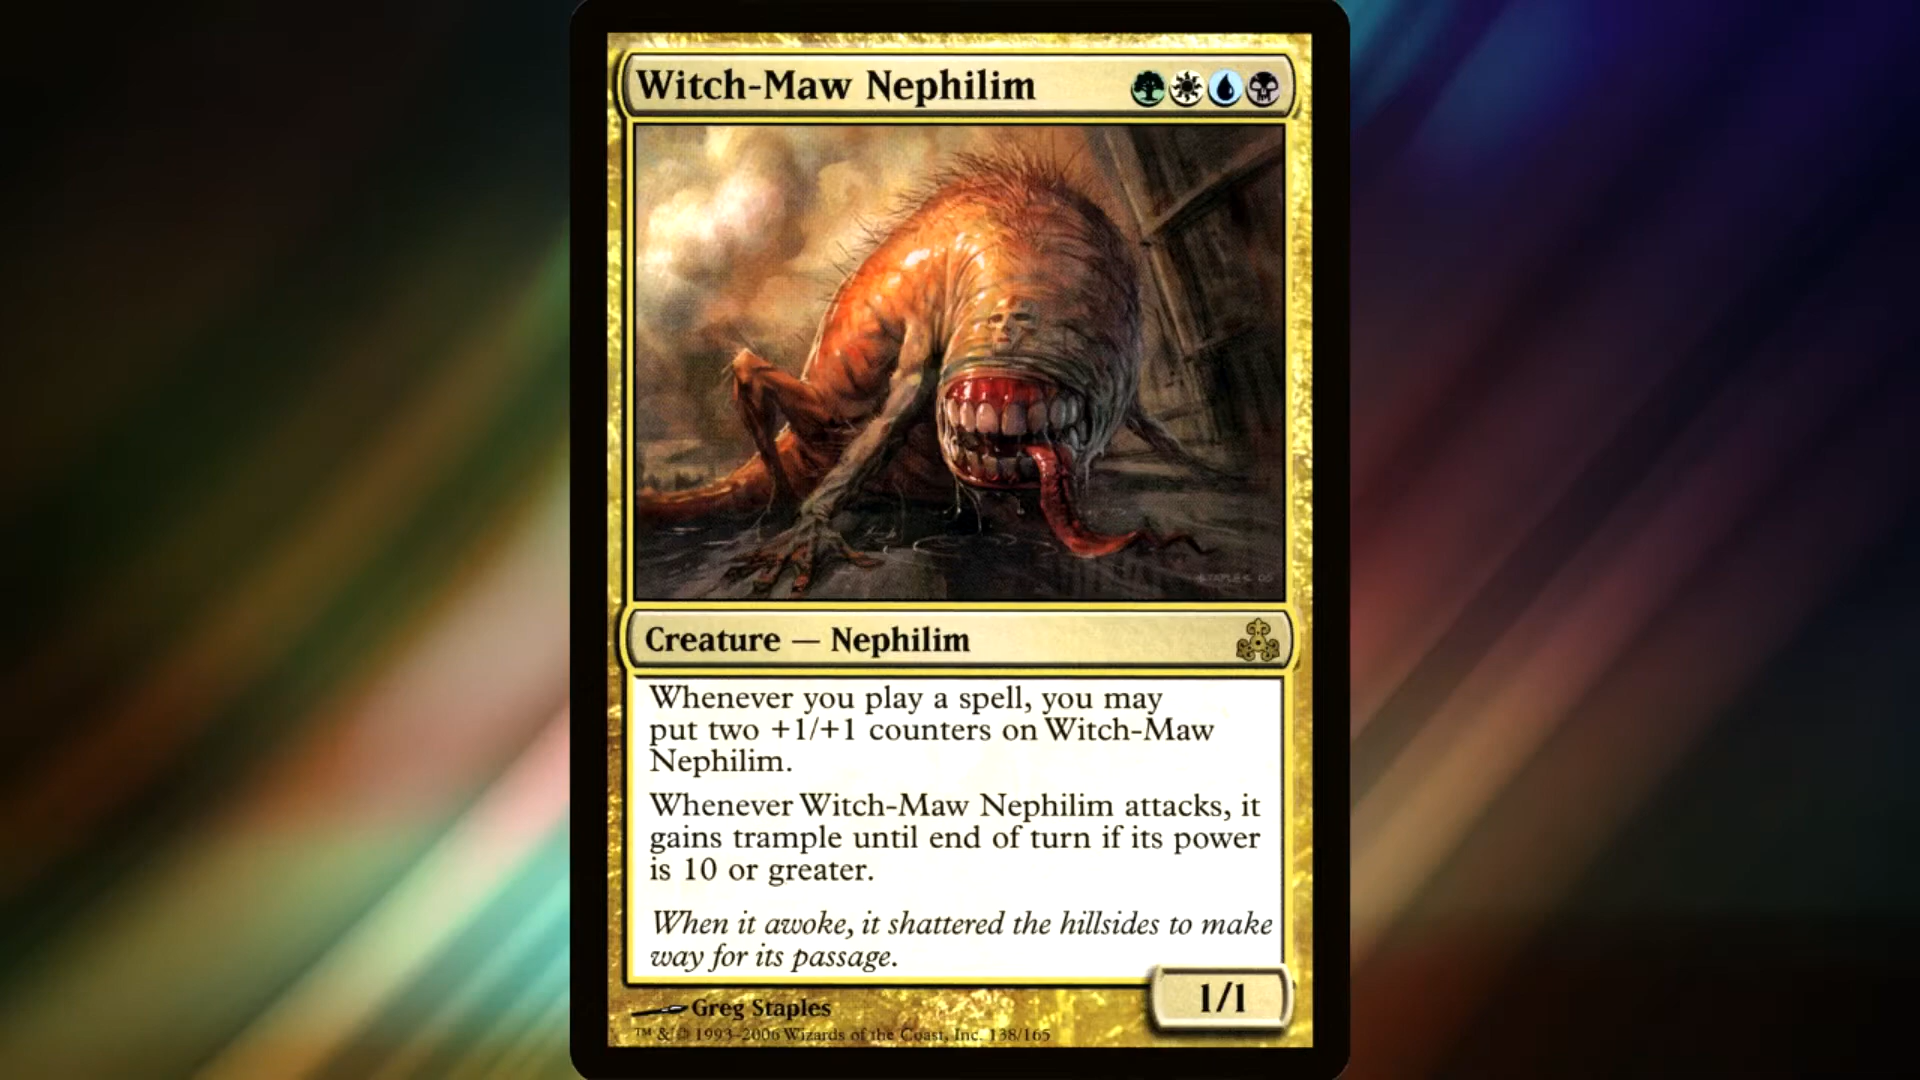 Witch-Maw Nephilim
STAPLES 05
Creature — Nephilim
Whenever you play a spell, you may
put two +1/+1 counters on Witch-Maw
Nephilim.
Whenever Witch-Maw Nephilim attacks, it
gains trample until end of turn if its power
is 10 or greater.
When it awoke, it shattered the hillsides to make
way for its passage.
1/1
Greg Staples
™ & © 1993–2006 Wizards of the Coast, Inc. 138/165